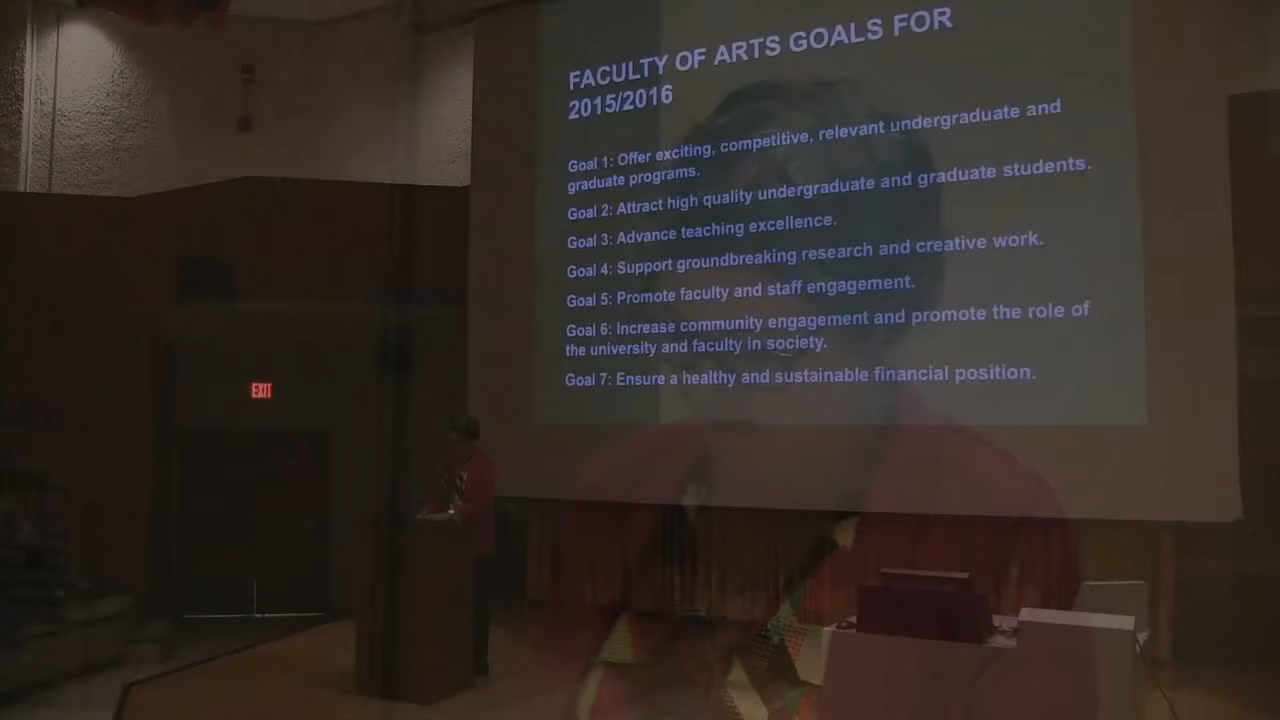 FACULTY OF ARTS GOALS FOR
2015/2016
Goal 1: Offer exciting, competitive, relevant undergraduate and
graduate programs.
Goal 2: Attract high quality undergraduate and graduate students.
Goal 3: Advance teaching excellence.
Goal 4: Support groundbreaking research and creative work.
Goal 5: Promote faculty and staff engagement.
Goal 6: Increase community engagement and promote the role of
the university and faculty in society.
Goal 7: Ensure a healthy and sustainable financial position.
EXIT